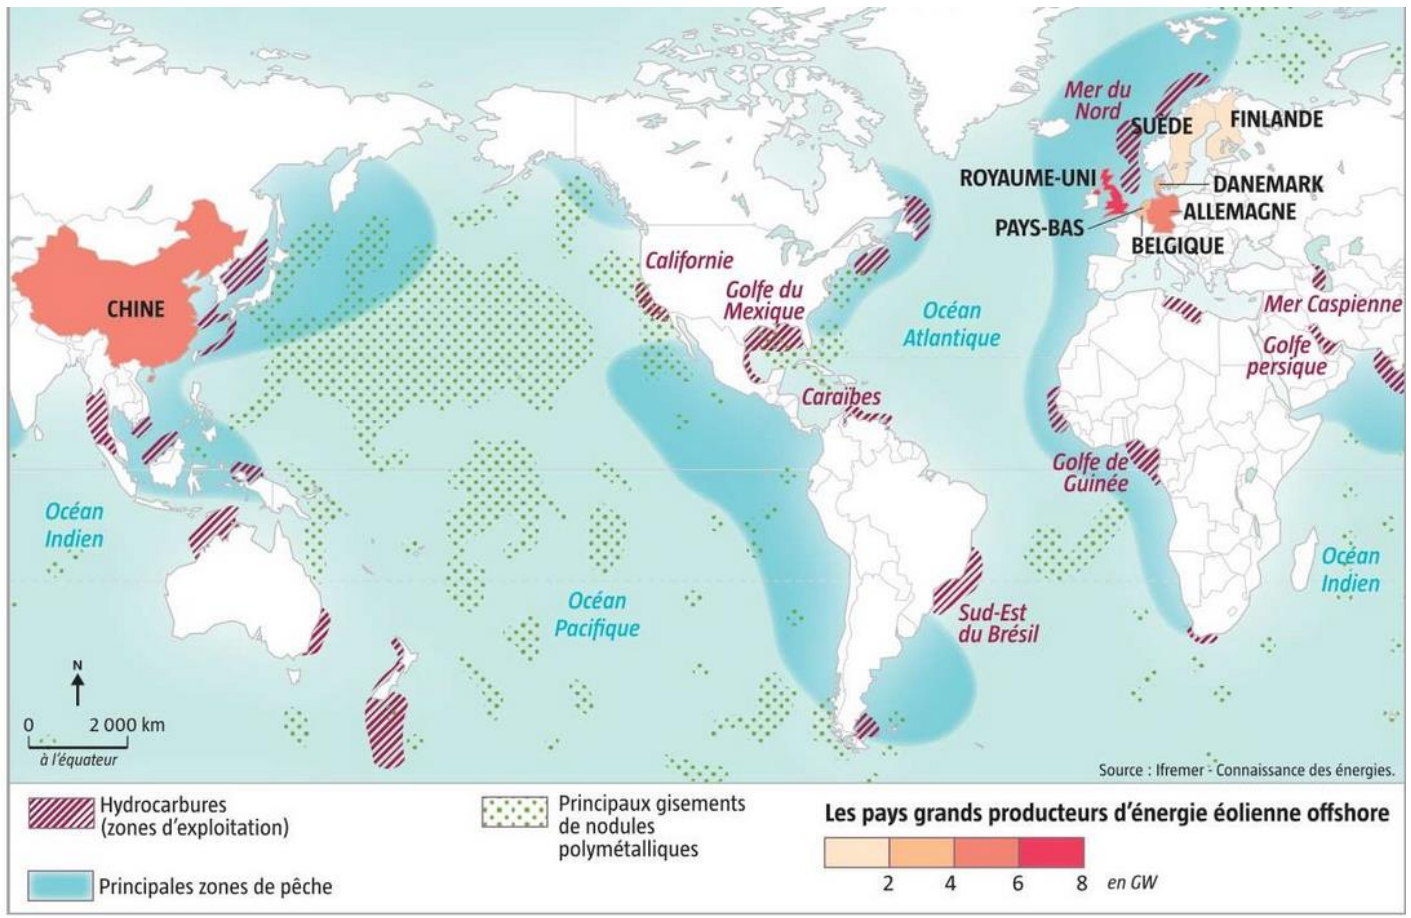 Mer du
Nord
SUÈDE
FINLANDE
ROYAUME-UNI
DANEMARK
ALLEMAGNE
PAYS-BAS
BELGIQUE
CHINE
Californie
Golfe du
Mexique
Océan
Atlantique
Mer Caspienne
Golfe
persique
Caraïbes
Golfe de
Guinée
Océan
Indien
Océan
Indien
Océan
Pacifique
Sud-Est
du Brésil
N
0 2 000 km
à l'équateur
Source : Ifremer - Connaissance des énergies.
Hydrocarbures
(zones d'exploitation)
Principales zones de pêche
Principaux gisements
de nodules
polymétalliques
Les pays grands producteurs d'énergie éolienne offshore
2 4 6 8 en GW